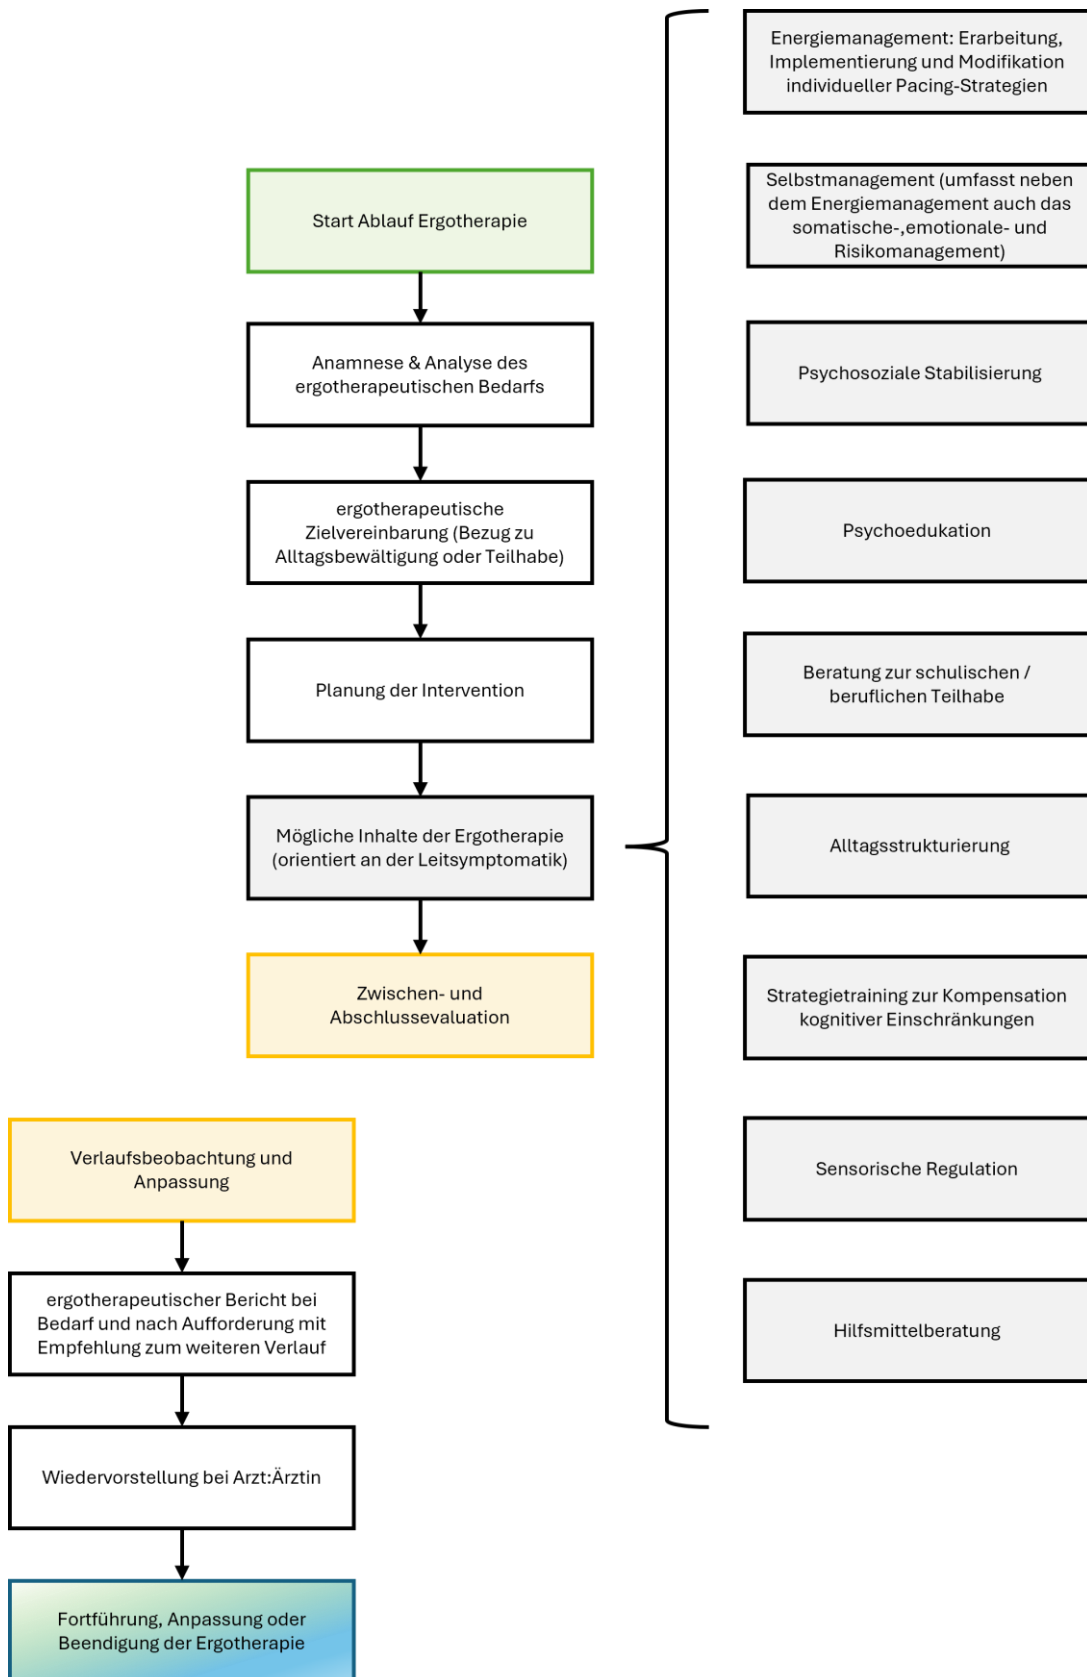 Start Ablauf Ergotherapie
Anamnese & Analyse des
ergotherapeutischen Bedarfs
ergotherapeutische
Zielvereinbarung (Bezug zu
Alltagsbewältigung oder Teilhabe)
Planung der Intervention
Mögliche Inhalte der Ergotherapie
(orientiert an der Leitsymptomatik)
Zwischen- und
Abschlussevaluation
Verlaufsbeobachtung und
Anpassung
ergotherapeutischer Bericht bei
Bedarf und nach Aufforderung mit
Empfehlung zum weiteren Verlauf
Wiedervorstellung bei Arzt:Ärztin
Fortführung, Anpassung oder
Beendigung der Ergotherapie
Energiemanagement: Erarbeitung,
Implementierung und Modifikation
individueller Pacing-Strategien
Selbstmanagement (umfasst neben
dem Energiemanagement auch das
somatische-,emotionale- und
Risikomanagement)
Psychosoziale Stabilisierung
Psychoedukation
Beratung zur schulischen /
beruflichen Teilhabe
Alltagsstrukturierung
Strategietraining zur Kompensation
kognitiver Einschränkungen
Sensorische Regulation
Hilfsmittelberatung